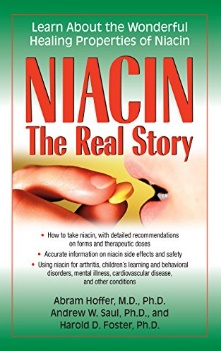 Learn About the Wonderful
Healing Properties of Niacin
NIACIN
The Real Story
• How to take niacin, with detailed recommendations
on forms and therapeutic doses
• Accurate information on niacin side effects and safety
• Using niacin for arthritis, children's learning and behavioral
disorders, mental illness, cardiovascular disease,
and other conditions
Abram Hoffer, M.D., Ph.D.
Andrew W. Saul, Ph.D., and
Harold D. Foster, Ph.D.